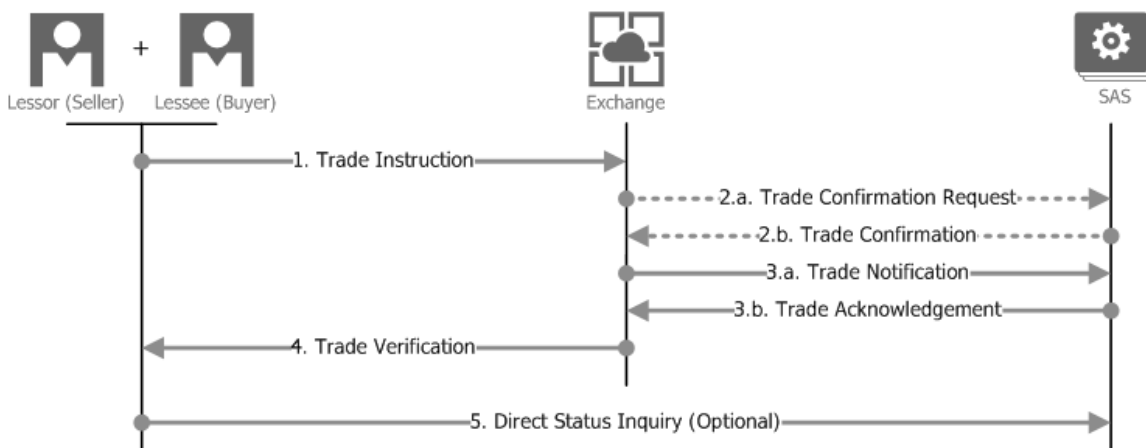 +
Lessor (Seller) Lessee (Buyer)
Exchange
SAS
1. Trade Instruction
2.a. Trade Confirmation Request
2.b. Trade Confirmation
3.a. Trade Notification
3.b. Trade Acknowledgement
4. Trade Verification
5. Direct Status Inquiry (Optional)